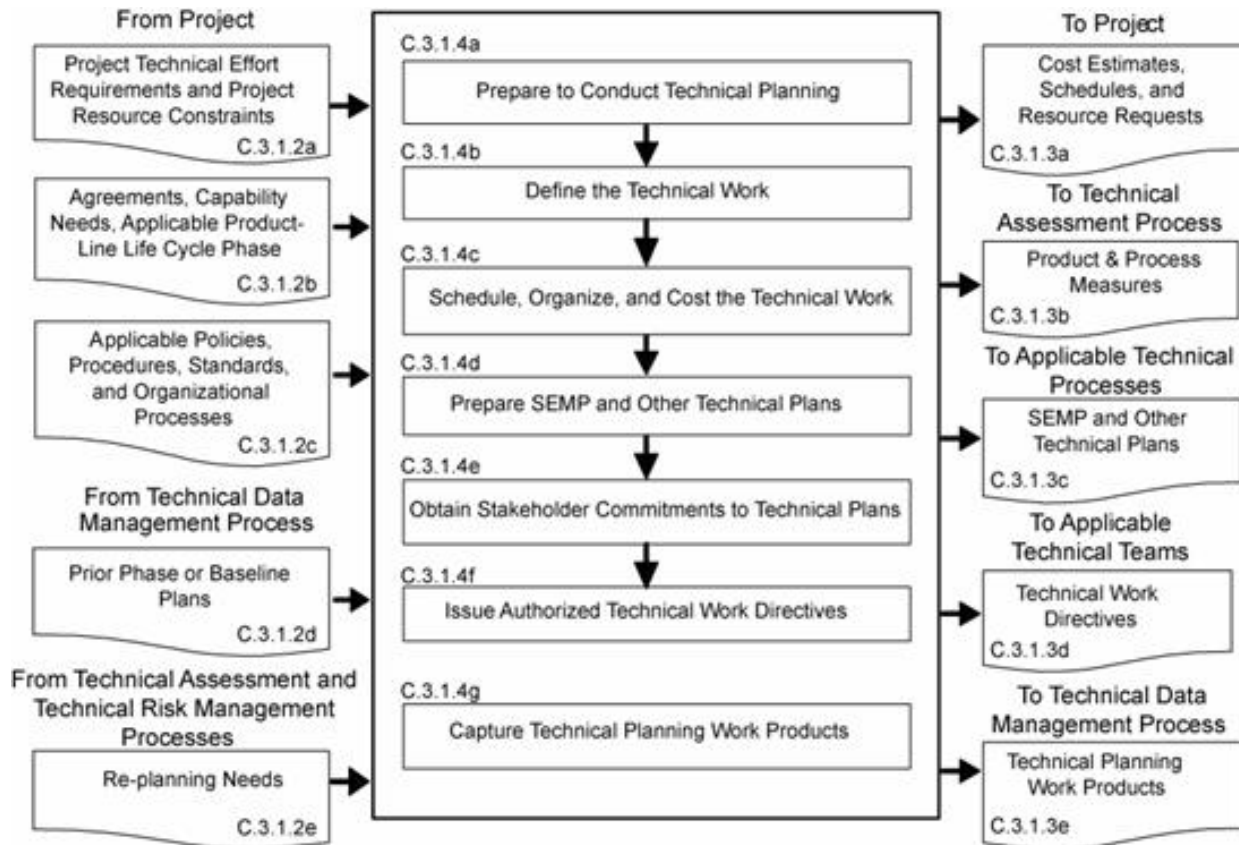 From Project
Project Technical Effort
Requirements and Project
Resource Constraints
C.3.1.2a
Agreements, Capability
Needs, Applicable Product-
Line Life Cycle Phase
C.3.1.2b
Applicable Policies,
Procedures, Standards,
and Organizational
Processes
C.3.1.2c
From Technical Data
Management Process
Prior Phase or Baseline
Plans
C.3.1.2d
From Technical Assessment and
Technical Risk Management
Processes
Re-planning Needs
C.3.1.2e
C.3.1.4a
Prepare to Conduct Technical Planning
C.3.1.4b
Define the Technical Work
C.3.1.4c
Schedule, Organize, and Cost the Technical Work
C.3.1.4d
Prepare SEMP and Other Technical Plans
C.3.1.4e
Obtain Stakeholder Commitments to Technical Plans
C.3.1.4f
Issue Authorized Technical Work Directives
C.3.1.4g
Capture Technical Planning Work Products
To Project
Cost Estimates,
Schedules, and
Resource Requests
C.3.1.3a
To Technical
Assessment Process
Product & Process
Measures
C.3.1.3b
To Applicable Technical
Processes
SEMP and Other
Technical Plans
C.3.1.3c
To Applicable
Technical Teams
Technical Work
Directives
C.3.1.3d
To Technical Data
Management Process
Technical Planning
Work Products
C.3.1.3e